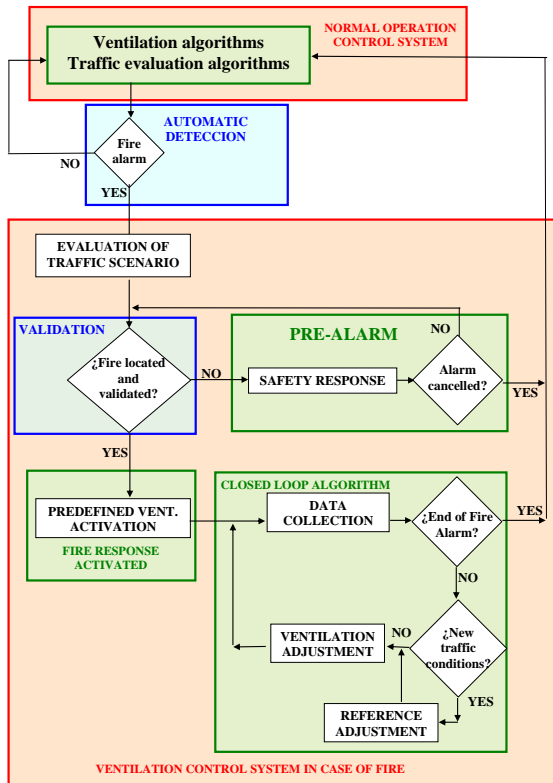 NORMAL OPERATION
CONTROL SYSTEM
Ventilation algorithms
Traffic evaluation algorithms
AUTOMATIC
DETECCION
Fire
alarm
NO
YES
EVALUATION OF
TRAFFIC SCENARIO
VALIDATION
PRE-ALARM
NO
¿Fire located
and
validated?
NO
SAFETY RESPONSE
Alarm
cancelled?
YES
YES
CLOSED LOOP ALGORITHM
PREDEFINED VENT.
ACTIVATION
DATA
COLLECTION
¿End of Fire
Alarm?
YES
FIRE RESPONSE
ACTIVATED
NO
VENTILATION
ADJUSTMENT
NO
¿New
traffic
conditions?
YES
REFERENCE
ADJUSTMENT
VENTILATION CONTROL SYSTEM IN CASE OF FIRE